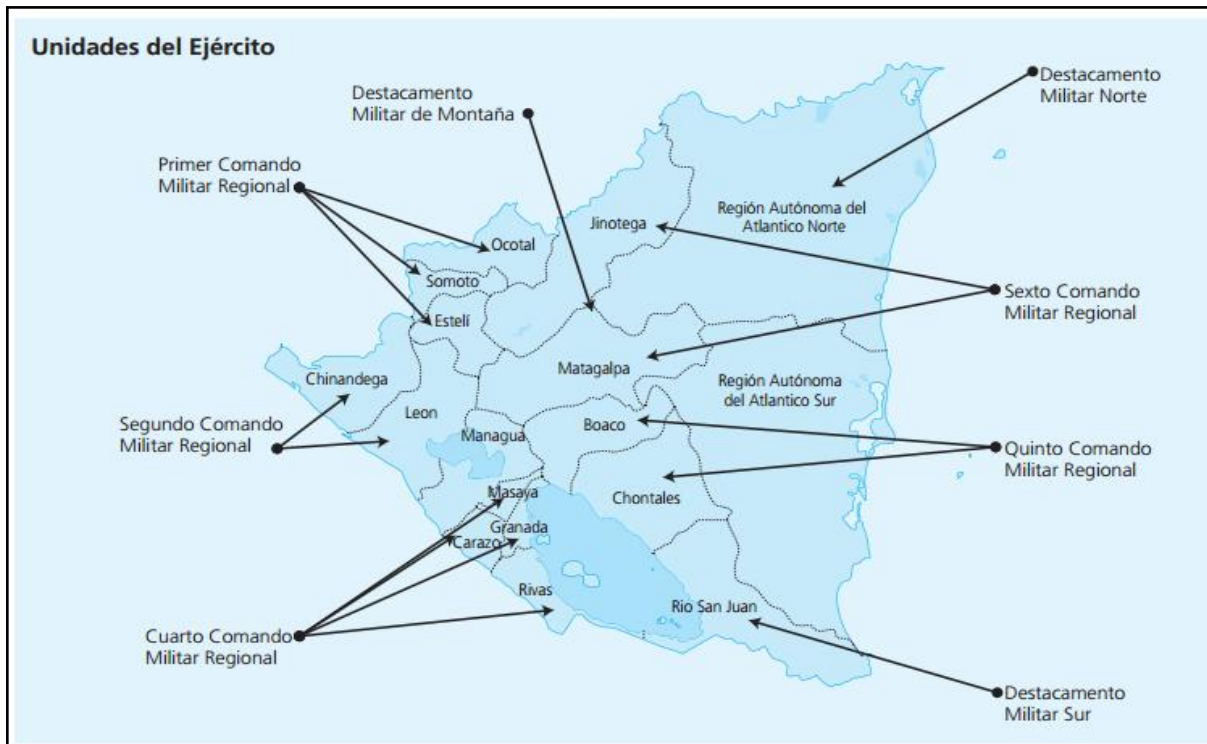 Unidades del Ejército
Destacamento
Militar de Montaña
Destacamento
Militar Norte
Primer Comando
Militar Regional
Ocotal
Jinotega
Región Autónoma del
Atlantico Norte
Somoto
Estelí
Sexto Comando
Militar Regional
Chinandega
Matagalpa
Región Autónoma
del Atlantico Sur
Segundo Comando
Militar Regional
Leon
Managua
Boaco
Quinto Comando
Militar Regional
Masaya
Chontales
Granada
Carazo
Rivas
Rio San Juan
Cuarto Comando
Militar Regional
Destacamento
Militar Sur